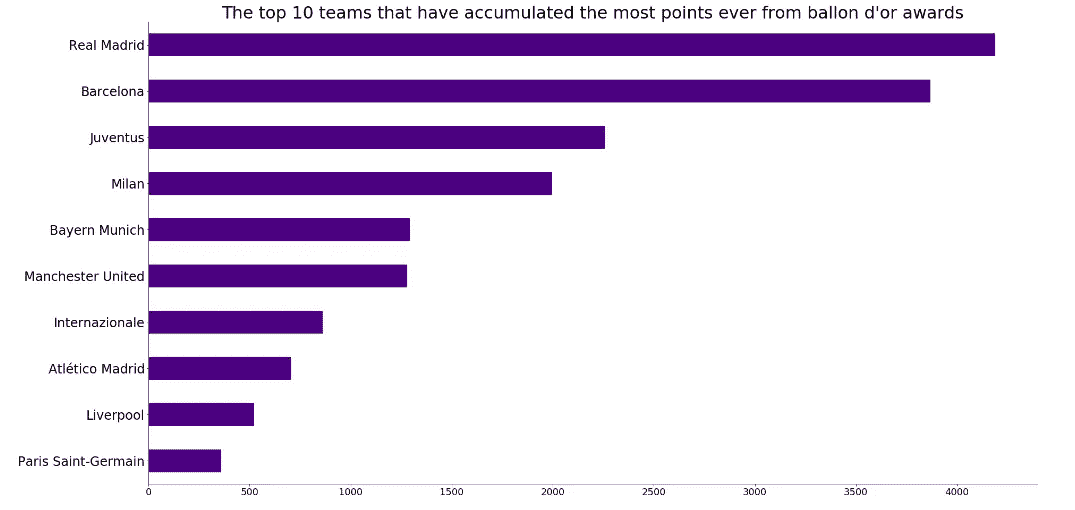 The top 10 teams that have accumulated the most points ever from ballon d'or awards
Real Madrid
Barcelona
Juventus
Milan
Bayern Munich
Manchester United
Internazionale
Atlético Madrid
Liverpool
Paris Saint-Germain
0 500 1000 1500 2000 2500 3000 3500 4000